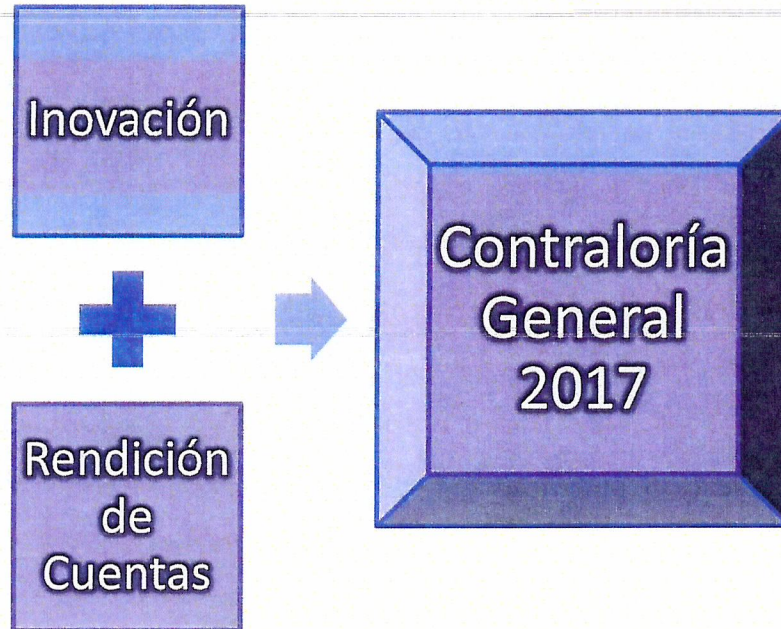 Inovación
Rendición
de
Cuentas
Contraloría
General
2017